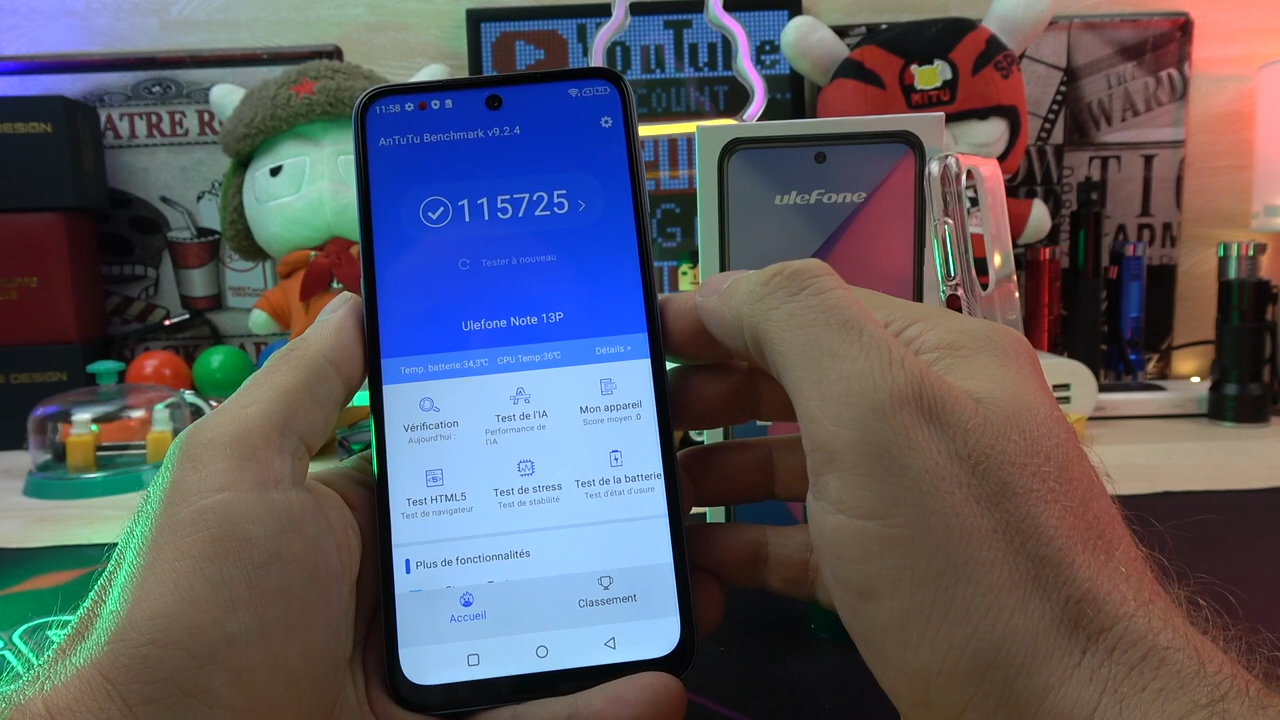 11:58
AnTuTu Benchmark v9.2.4
115725 >
Tester à nouveau
Ulefone Note 13P
Temp. batterie:34,3℃ CPU Temp:36℃ Détails >
Vérification
Aujourd'hui :
Test de l'IA
Performance de
l'IA
Mon appareil
Score moyen :0
Test HTML5
Test de navigateur
Test de stress
Test de stabilité
Test de la batterie
Test d'état d'usure
Plus de fonctionnalités
Accueil
Classement
uleFone
YouTube
COUNT
MITU
THE
AWARD
DESIGN
DESIGN